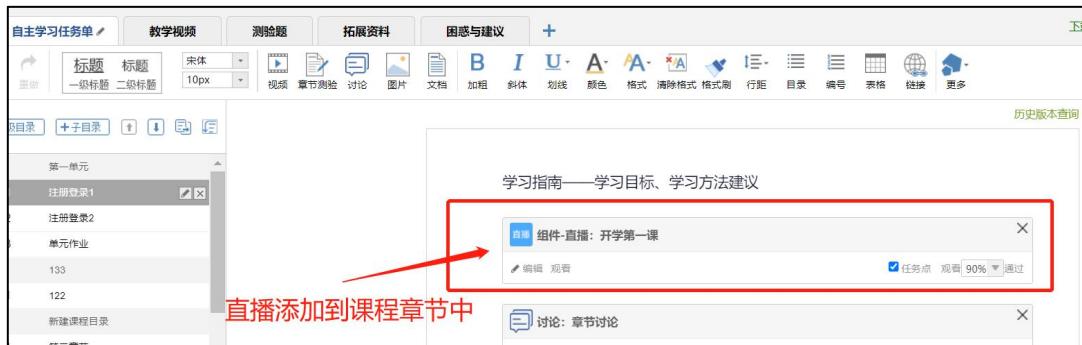 自主学习任务单 教学视频 测验题 拓展资料 困惑与建议 +
重做 标题 标题 宋体
一级标题 二级标题 10px
视频 章节测验 讨论 图片 文档 B 加粗 I 斜体 U 划线 A 颜色 格式 清除格式 格式刷 行距 目录 编号 表格 链接 更多
历史版本查询
+子目录
第一单元
注册登录1
注册登录2
单元作业
133
122
新建课程目录
学习指南——学习目标、学习方法建议
直播 组件-直播：开学第一课
编辑 观看 任务点 观看 90% 通过
直播添加到课程章节中
讨论：章节讨论